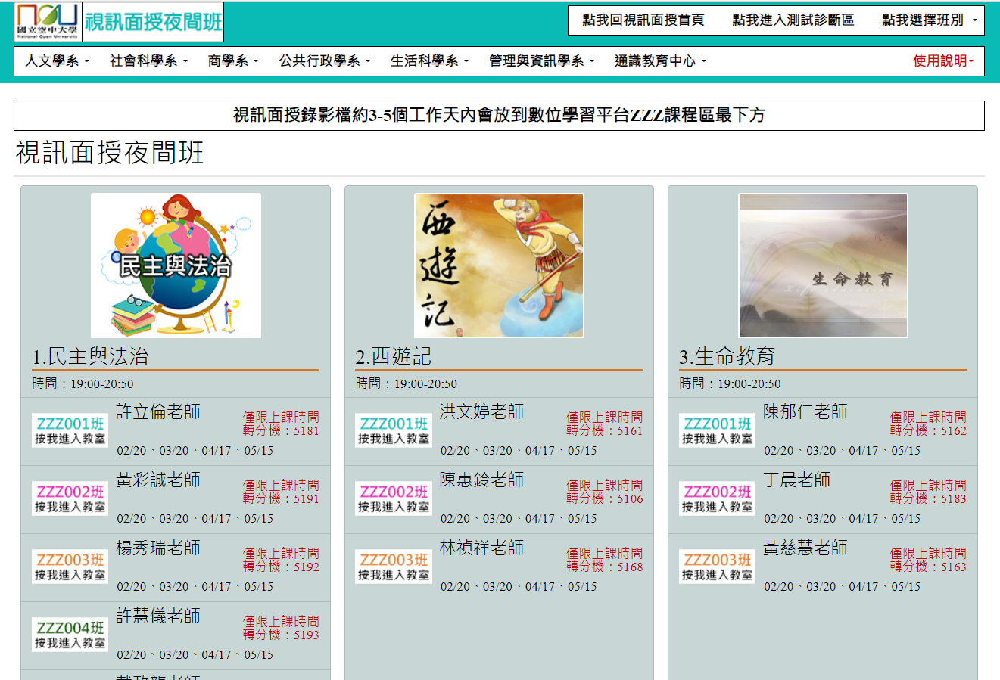 nou
國立空中大學
National Open University
視訊面授夜間班
點我回視訊面授首頁 點我進入測試診斷區 點我選擇班別
人文學系 社會科學系 商學系 公共行政學系 生活科學系 管理與資訊學系 通識教育中心 使用說明
視訊面授錄影檔約3-5個工作天內會放到數位學習平台ZZZ課程區最下方
視訊面授夜間班
民主與法治
1.民主與法治
時間：19:00-20:50
ZZZ001班
按我進入教室
許立倫老師
僅限上課時間
轉分機：5181
02/20、03/20、04/17、05/15
ZZZ002班
按我進入教室
黃彩誠老師
僅限上課時間
轉分機：5191
02/20、03/20、04/17、05/15
ZZZ003班
按我進入教室
楊秀瑞老師
僅限上課時間
轉分機：5192
02/20、03/20、04/17、05/15
ZZZ004班
按我進入教室
許慧儀老師
僅限上課時間
轉分機：5193
02/20、03/20、04/17、05/15
西遊記
2.西遊記
時間：19:00-20:50
ZZZ001班
按我進入教室
洪文婷老師
僅限上課時間
轉分機：5161
02/20、03/20、04/17、05/15
ZZZ002班
按我進入教室
陳惠鈴老師
僅限上課時間
轉分機：5106
02/20、03/20、04/17、05/15
ZZZ003班
按我進入教室
林禎祥老師
僅限上課時間
轉分機：5168
02/20、03/20、04/17、05/15
生命教育
3.生命教育
時間：19:00-20:50
ZZZ001班
按我進入教室
陳郁仁老師
僅限上課時間
轉分機：5162
02/20、03/20、04/17、05/15
ZZZ002班
按我進入教室
丁晨老師
僅限上課時間
轉分機：5183
02/20、03/20、04/17、05/15
ZZZ003班
按我進入教室
黃慈慧老師
僅限上課時間
轉分機：5163
02/20、03/20、04/17、05/15